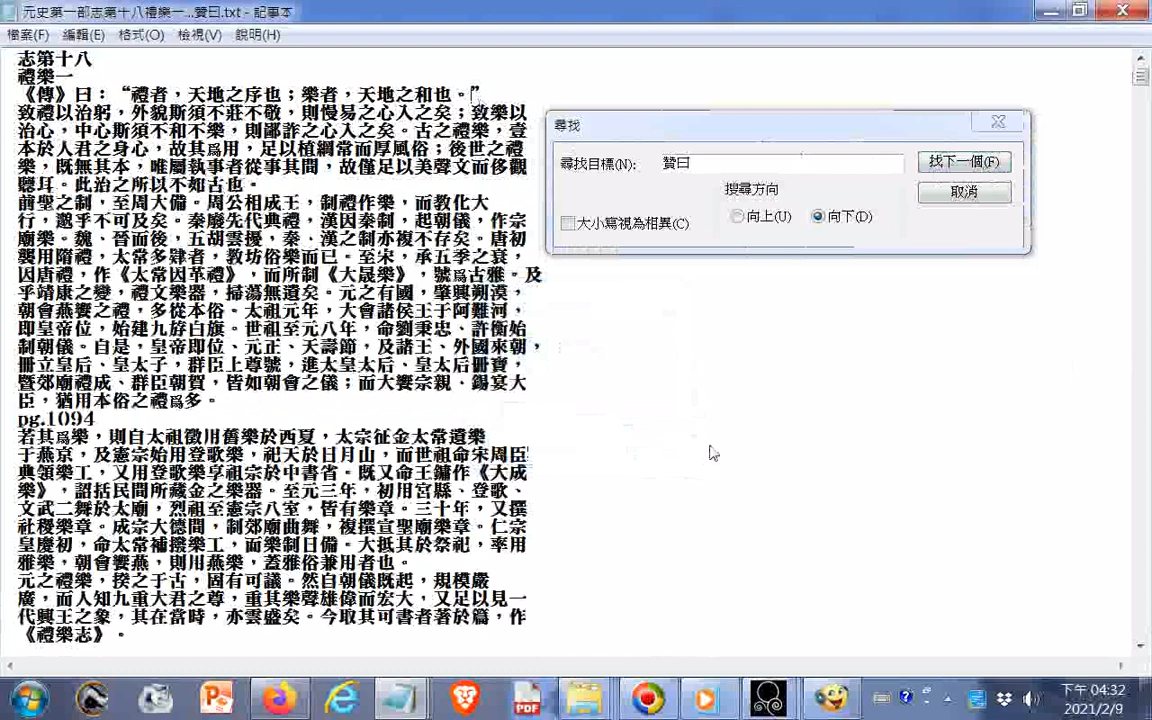 元史第一部志第十八禮樂一...贊曰.txt - 記事本
檔案(F) 編輯(E) 格式(O) 檢視(V) 說明(H)
志第十八
禮樂一
《傳》曰：“禮者，天地之序也；樂者，天地之和也。”
致禮以治躬，外貌斯須不莊不敬，則慢易之心入之矣；致樂以
治心，中心斯須不和不樂，則鄙詐之心入之矣。古之禮樂，壹
本於人君之身心，故其爲用，足以植綱常而厚風俗；後世之禮
樂，既無其本，唯屬執事者從事其間，故僅足以美聲文而侈觀
聽耳。此治之所以不如古也。
前聖之制，至周大備。周公相成王，制禮作樂，而教化大
行，邈乎不可及矣。秦廢先代典禮，漢因秦制，起朝儀，作宗
廟樂。魏、晉而後，五胡雲擾，秦、漢之制亦複不存矣。唐初
襲用隋禮，太常多肄者，教坊俗樂而已。至宋，承五季之衰，
因唐禮，作《太常因革禮》，而所制《大晟樂》，號爲古雅。及
乎靖康之變，禮文樂器，掃蕩無遺矣。元之有國，肇興朔漠，
朝會燕饗之禮，多從本俗。太祖元年，大會諸侯王于阿難河，
即皇帝位，始建九斿白旗。世祖至元八年，命劉秉忠、許衡始
制朝儀。自是，皇帝即位、元正、天壽節，及諸王、外國來朝，
冊立皇后、皇太子，群臣上尊號，進太皇太后、皇太后冊寶，
暨郊廟禮成、群臣朝賀，皆如朝會之儀；而大饗宗親、錫宴大
臣，猶用本俗之禮爲多。
pg.1094
若其爲樂，則自太祖徵用舊樂於西夏，太宗征金太常遺樂
于燕京，及憲宗始用登歌樂，祀天於日月山，而世祖命宋周臣
典領樂工，又用登歌樂享祖宗於中書省。既又命王鏞作《大成
樂》，詔括民間所藏金之樂器。至元三年，初用宮縣、登歌、
文武二舞於太廟，烈祖至憲宗八室，皆有樂章。三十年，又撰
社稷樂章。成宗大德間，制郊廟曲舞，複撰宣聖廟樂章。仁宗
皇慶初，命太常補撥樂工，而樂制日備。大抵其於祭祀，率用
雅樂，朝會饗燕，則用燕樂，蓋雅俗兼用者也。
元之禮樂，揆之于古，固有可議。然自朝儀既起，規模嚴
廣，而人知九重大君之尊，重其樂聲雄偉而宏大，又足以見一
代興王之象，其在當時，亦雲盛矣。今取其可書者著於篇，作
《禮樂志》。
尋找
尋找目標(N): 贊曰 找下一個(F)
搜尋方向 取消
大小寫視為相異(C) 向上(U) 向下(D)
下午 04:32
2021/2/9